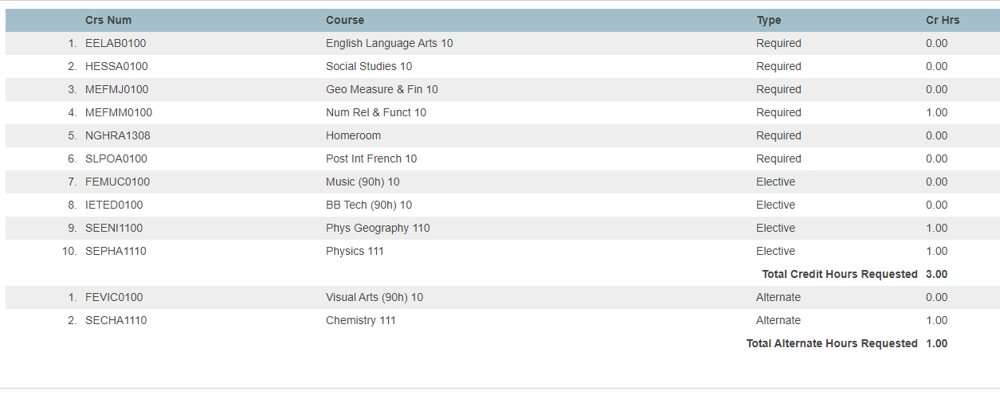 Crs Num Course Type Cr Hrs
1. EELAB0100 English Language Arts 10 Required 0.00
2. HESSA0100 Social Studies 10 Required 0.00
3. MEFMJ0100 Geo Measure & Fin 10 Required 0.00
4. MEFMM0100 Num Rel & Funct 10 Required 1.00
5. NGHRA1308 Homeroom Required 0.00
6. SLPOA0100 Post Int French 10 Required 0.00
7. FEMUC0100 Music (90h) 10 Elective 0.00
8. IETED0100 BB Tech (90h) 10 Elective 0.00
9. SEENI1100 Phys Geography 110 Elective 1.00
10. SEPHA1110 Physics 111 Elective 1.00
Total Credit Hours Requested 3.00
1. FEVIC0100 Visual Arts (90h) 10 Alternate 0.00
2. SECHA1110 Chemistry 111 Alternate 1.00
Total Alternate Hours Requested 1.00